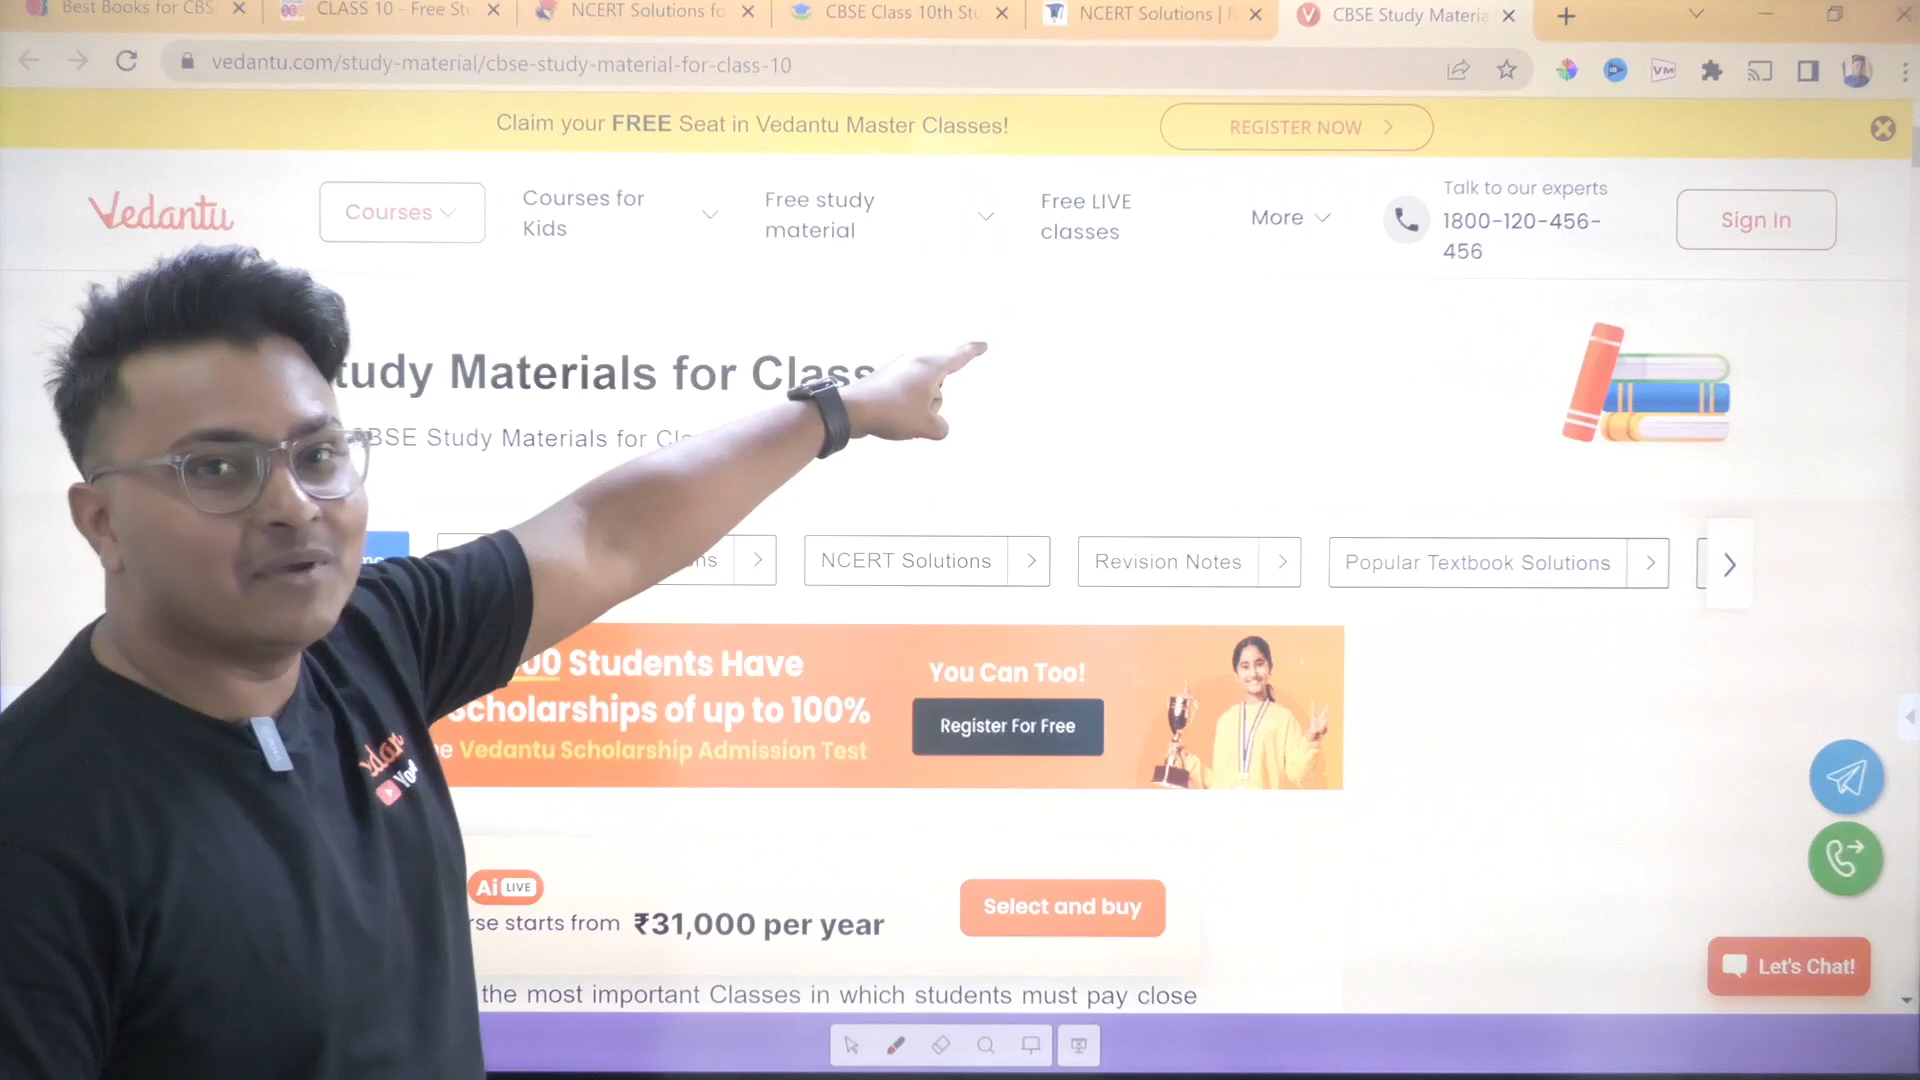 Best Books for CBS
CLASS 10 - Free Stu
NCERT Solutions fo
CBSE Class 10th Stu
NCERT Solutions | R
CBSE Study Materia
vedantu.com/study-material/cbse-study-material-for-class-10
VM
Claim your FREE Seat in Vedantu Master Classes!
REGISTER NOW
Vedantu
Courses
Courses for
Kids
Free study
material
Free LIVE
classes
More
Talk to our experts
1800-120-456-
456
Sign In
tudy Materials for Class
CBSE Study Materials for Cla
NCERT Solutions
Revision Notes
Popular Textbook Solutions
00 Students Have
Scholarships of up to 100%
Vedantu Scholarship Admission Test
You Can Too!
Register For Free
Ai LIVE
rse starts from ₹31,000 per year
Select and buy
Let's Chat!
the most important Classes in which students must pay close